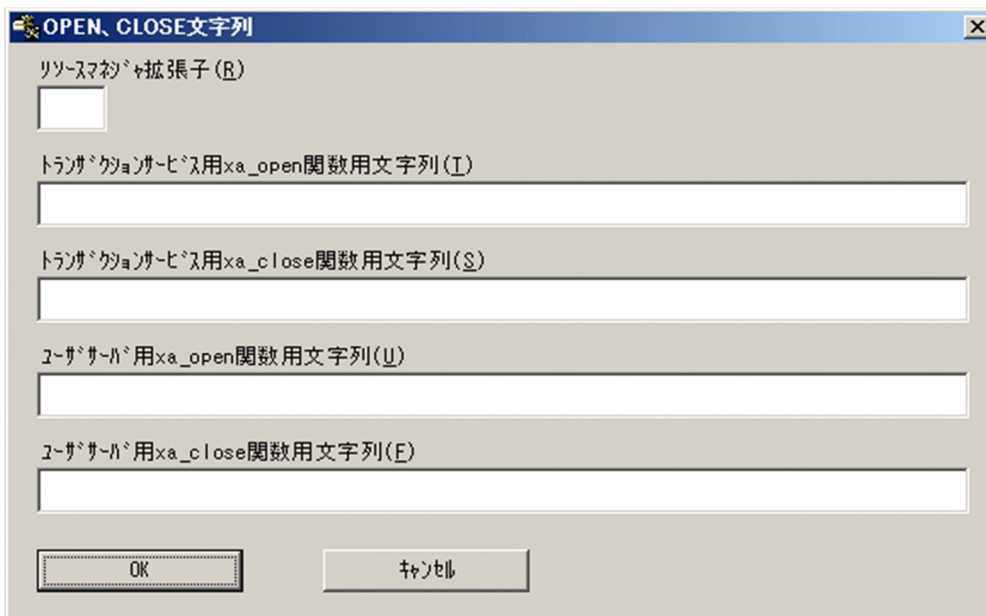 OPEN、CLOSE文字列
ﾘｿｰｽﾏﾈｼﾞｬ拡張子(R)
ﾄﾗﾝｻﾞｸｼｮﾝｻｰﾋﾞｽ用xa_open関数用文字列(T)
ﾄﾗﾝｻﾞｸｼｮﾝｻｰﾋﾞｽ用xa_close関数用文字列(S)
ﾕｰｻﾞｻｰﾊﾞ用xa_open関数用文字列(U)
ﾕｰｻﾞｻｰﾊﾞ用xa_close関数用文字列(F)
OK ｷｬﾝｾﾙ